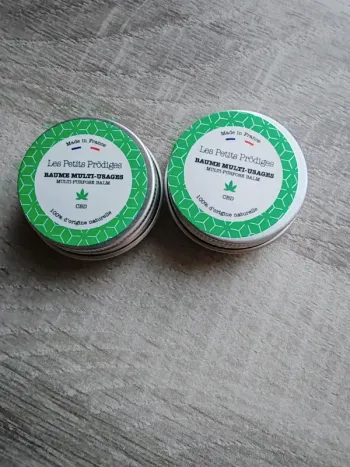 Made in France
Les Petits Prödiges
BAUME MULTI-USAGES
MULTI-PURPOSE BALM
CBD
100% d'origine naturelle
Made in France
Les Petits Prödiges
BAUME MULTI-USAGES
MULTI-PURPOSE BALM
CBD
100% d'origine naturelle